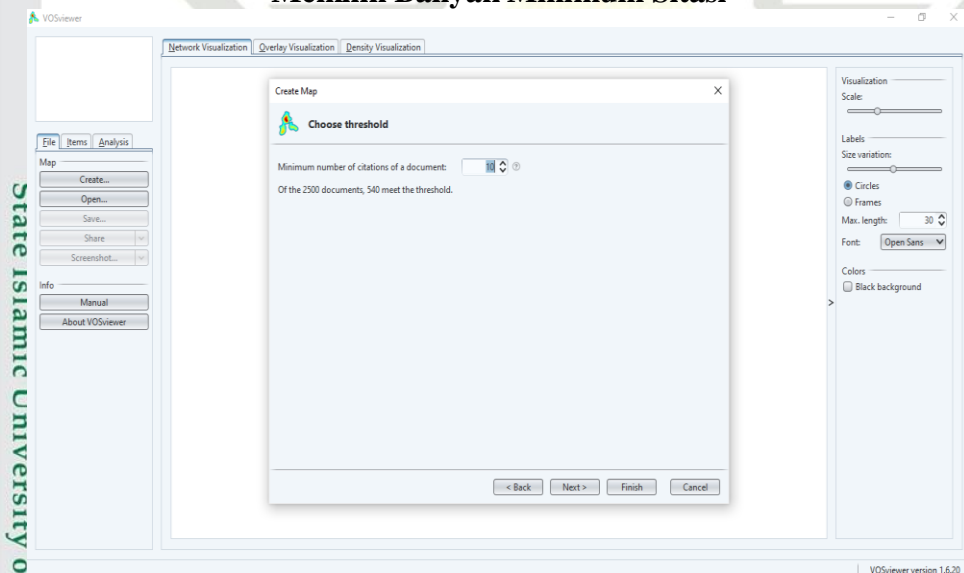 Memilih Banyak Minimum Sitasi
VOSviewer
Network Visualization Overlay Visualization Density Visualization
File Items Analysis
Map
Create...
Open...
Save...
Share
Screenshot...
Info
Manual
About VOSviewer
Create Map
Choose threshold
Minimum number of citations of a document: 10
Of the 2500 documents, 540 meet the threshold.
< Back Next > Finish Cancel
Visualization
Scale:
Labels
Size variation:
Circles
Frames
Max. length: 30
Font: Open Sans
Colors
Black background
>
VOSviewer version 1.6.20
State Islamic University o